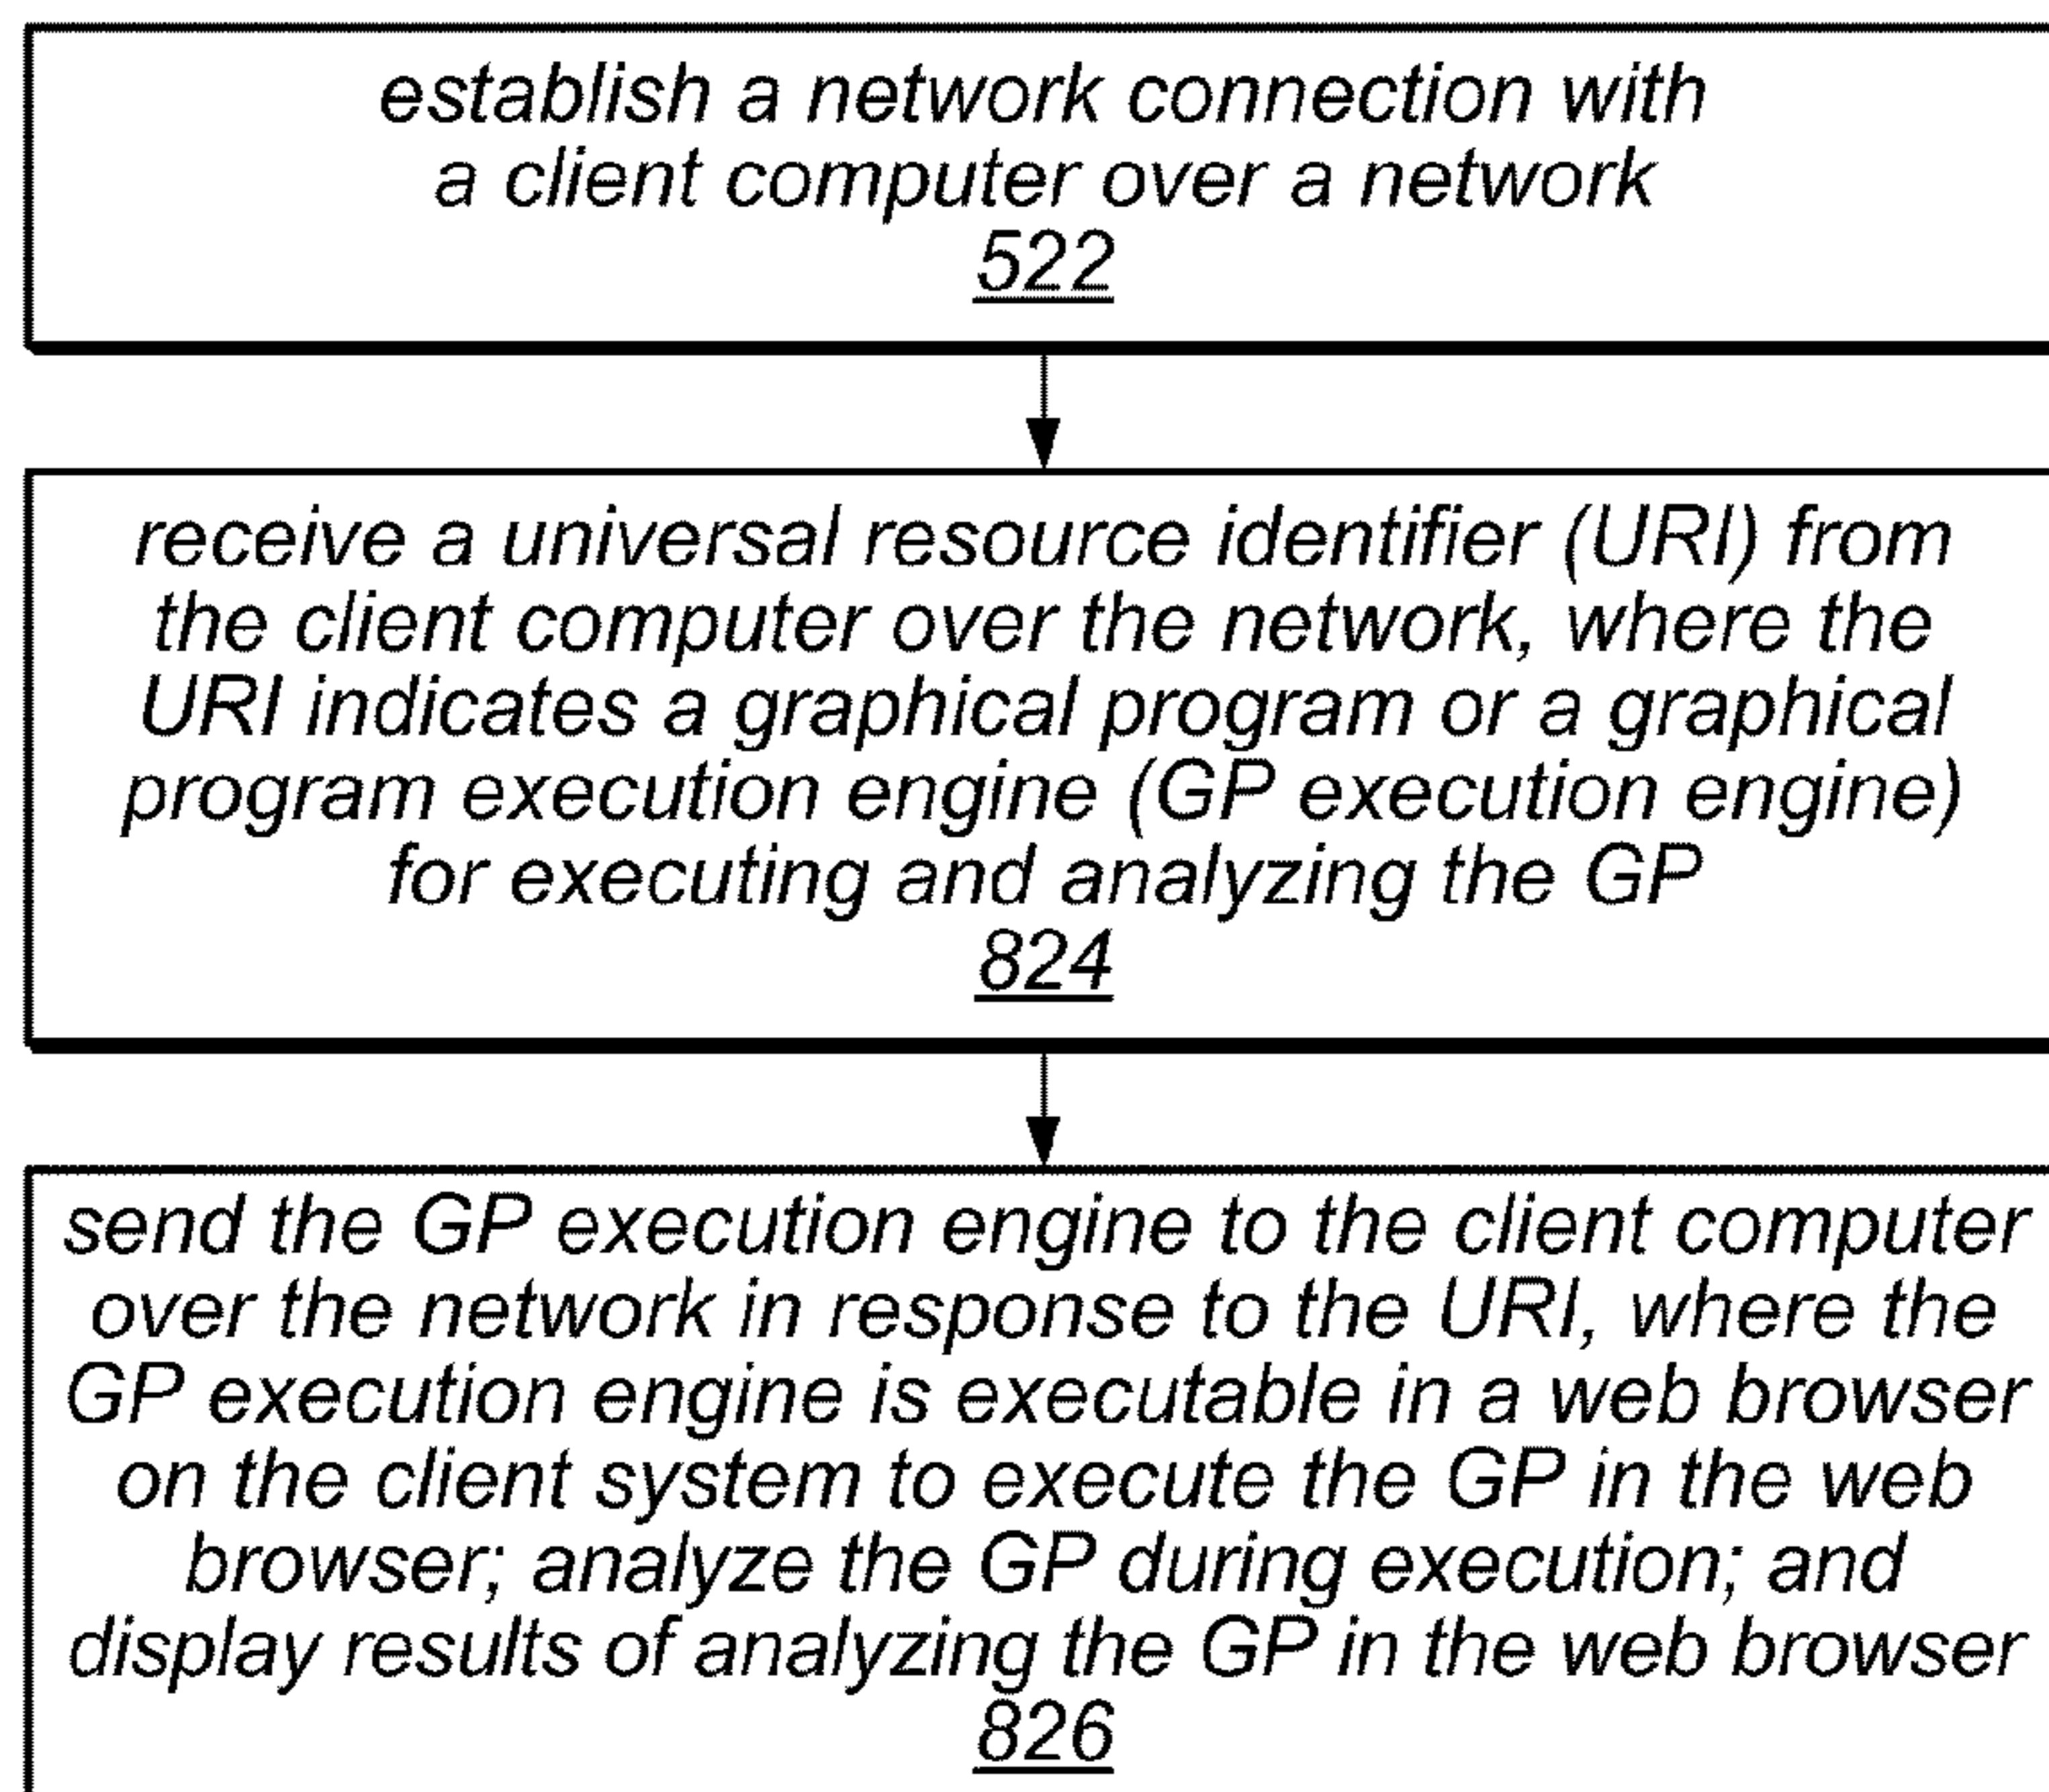 establish a network connection with
a client computer over a network
522
receive a universal resource identifier (URI) from
the client computer over the network, where the
URI indicates a graphical program or a graphical
program execution engine (GP execution engine)
for executing and analyzing the GP
824
send the GP execution engine to the client computer
over the network in response to the URI, where the
GP execution engine is executable in a web browser
on the client system to execute the GP in the web
browser; analyze the GP during execution; and
display results of analyzing the GP in the web browser
826